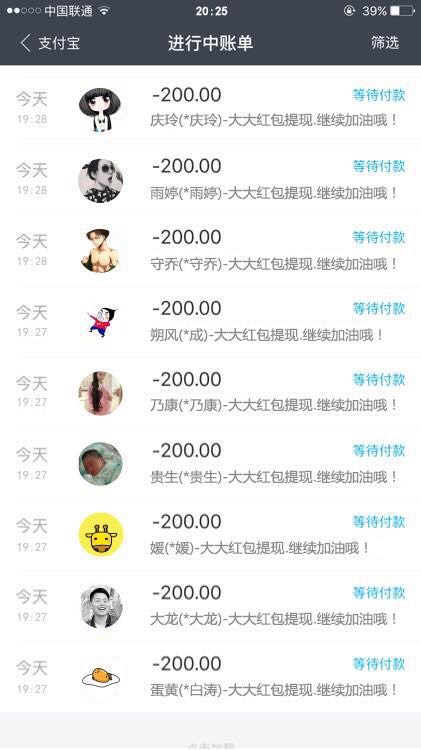 中国联通 20:25 39%
支付宝 进行中账单 筛选
今天 -200.00 等待付款
19:28 庆玲(*庆玲)-大大红包提现.继续加油哦！
今天 -200.00 等待付款
19:28 雨婷(*雨婷)-大大红包提现.继续加油哦！
今天 -200.00 等待付款
19:28 守乔(*守乔)-大大红包提现.继续加油哦！
今天 -200.00 等待付款
19:27 朔风(*成)-大大红包提现.继续加油哦！
今天 -200.00 等待付款
19:27 乃康(*乃康)-大大红包提现.继续加油哦！
今天 -200.00 等待付款
19:27 贵生(*贵生)-大大红包提现.继续加油哦！
今天 -200.00 等待付款
19:27 媛(*媛)-大大红包提现.继续加油哦！
今天 -200.00 等待付款
19:27 大龙(*大龙)-大大红包提现.继续加油哦！
今天 -200.00 等待付款
19:27 蛋黄(*白涛)-大大红包提现.继续加油哦！